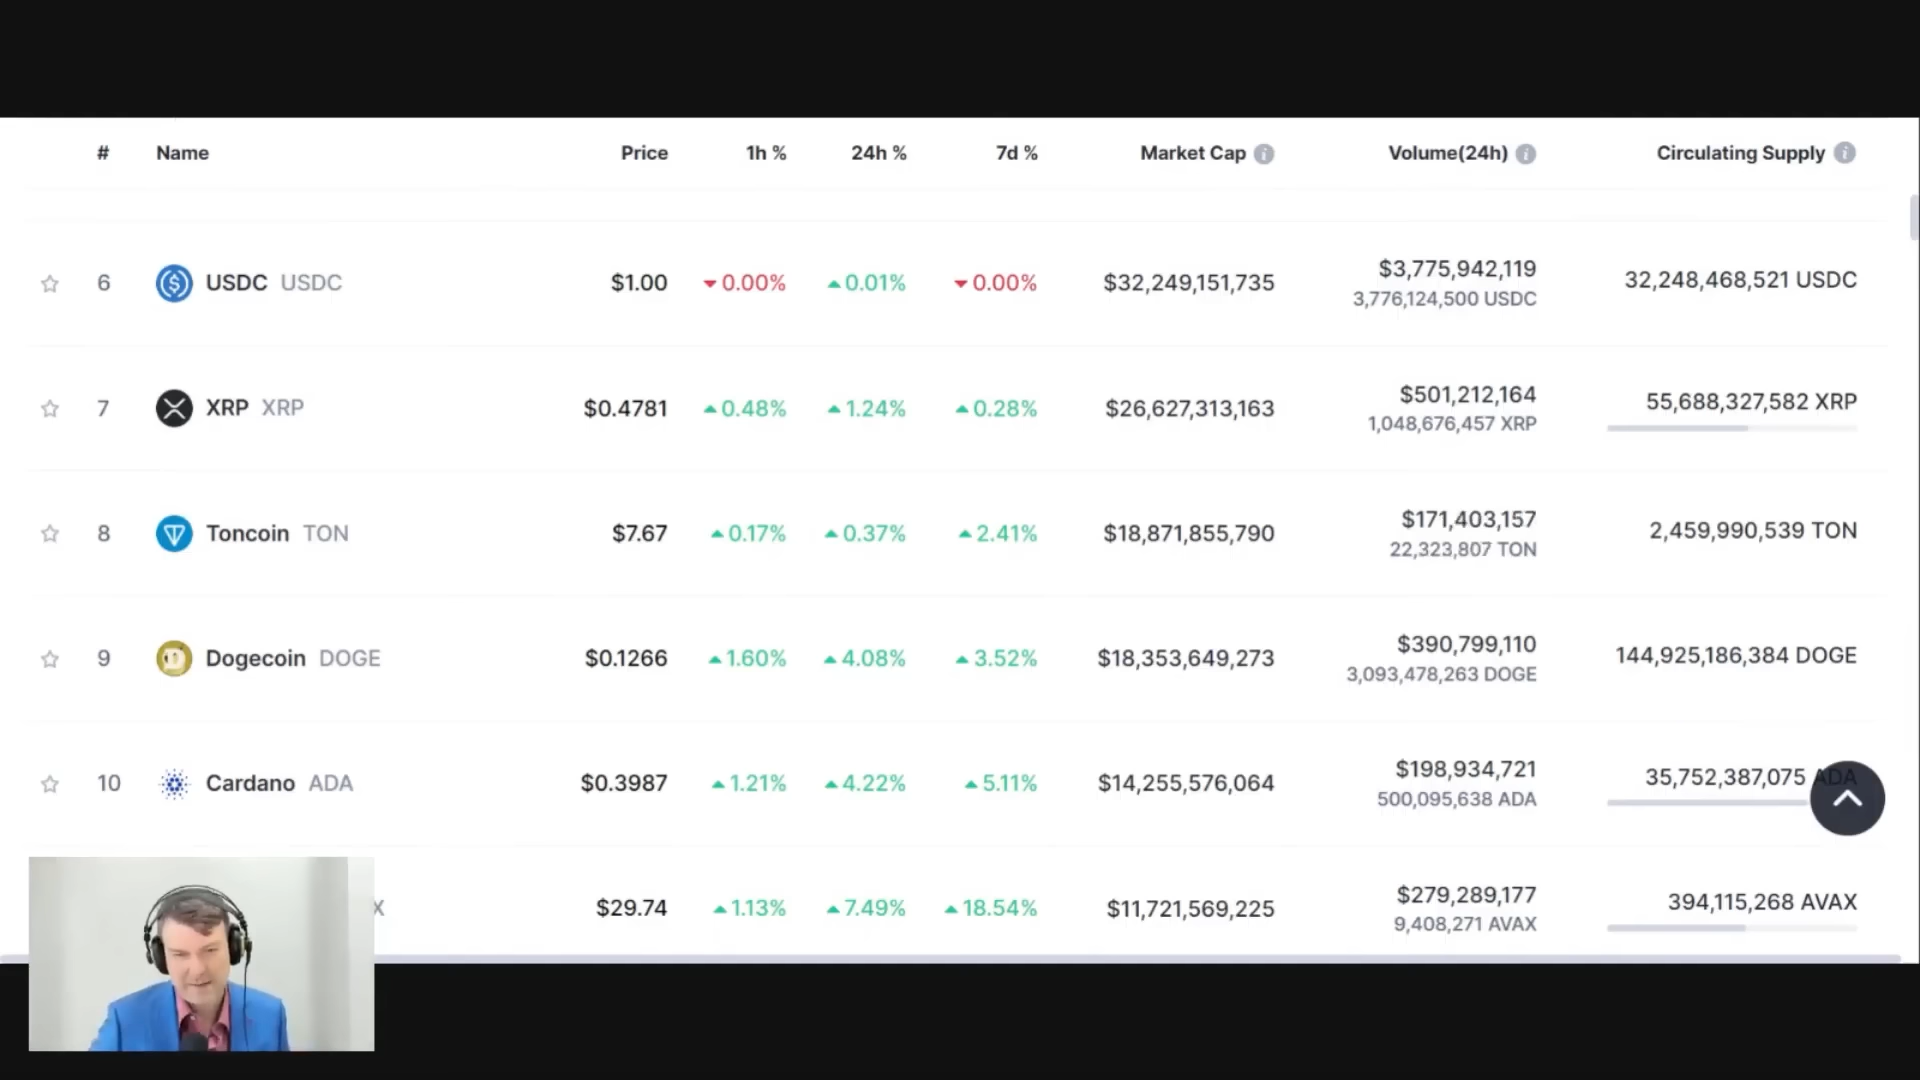 # Name Price 1h % 24h % 7d % Market Cap Volume(24h) Circulating Supply
6 USDC USDC $1.00 0.00% 0.01% 0.00% $32,249,151,735 $3,775,942,119 32,248,468,521 USDC
3,776,124,500 USDC
7 XRP XRP $0.4781 0.48% 1.24% 0.28% $26,627,313,163 $501,212,164 55,688,327,582 XRP
1,048,676,457 XRP
8 Toncoin TON $7.67 0.17% 0.37% 2.41% $18,871,855,790 $171,403,157 2,459,990,539 TON
22,323,807 TON
9 Dogecoin DOGE $0.1266 1.60% 4.08% 3.52% $18,353,649,273 $390,799,110 144,925,186,384 DOGE
3,093,478,263 DOGE
10 Cardano ADA $0.3987 1.21% 4.22% 5.11% $14,255,576,064 $198,934,721 35,752,387,075 ADA
500,095,638 ADA
X $29.74 1.13% 7.49% 18.54% $11,721,569,225 $279,289,177 394,115,268 AVAX
9,408,271 AVAX